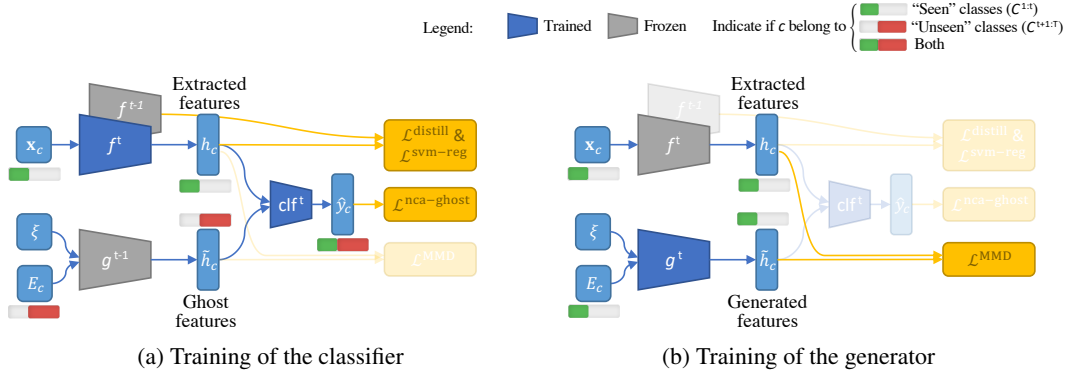 Legend:
Trained
Frozen
Indicate if c belong to
“Seen” classes (C^{1:t})
“Unseen” classes (C^{t+1:T})
Both
Extracted
features
f^{t-1}
x_c
f^t
h_c
ℒ^{distill} &
ℒ^{svm-reg}
clf^t
ŷ_c
ℒ^{nca-ghost}
ξ
E_c
g^{t-1}
h̃_c
ℒ^{MMD}
Ghost
features
(a) Training of the classifier
Extracted
features
f^{t-1}
x_c
f^t
h_c
ℒ^{distill} &
ℒ^{svm-reg}
clf^t
ŷ_c
ℒ^{nca-ghost}
ξ
E_c
g^t
h̃_c
ℒ^{MMD}
Generated
features
(b) Training of the generator